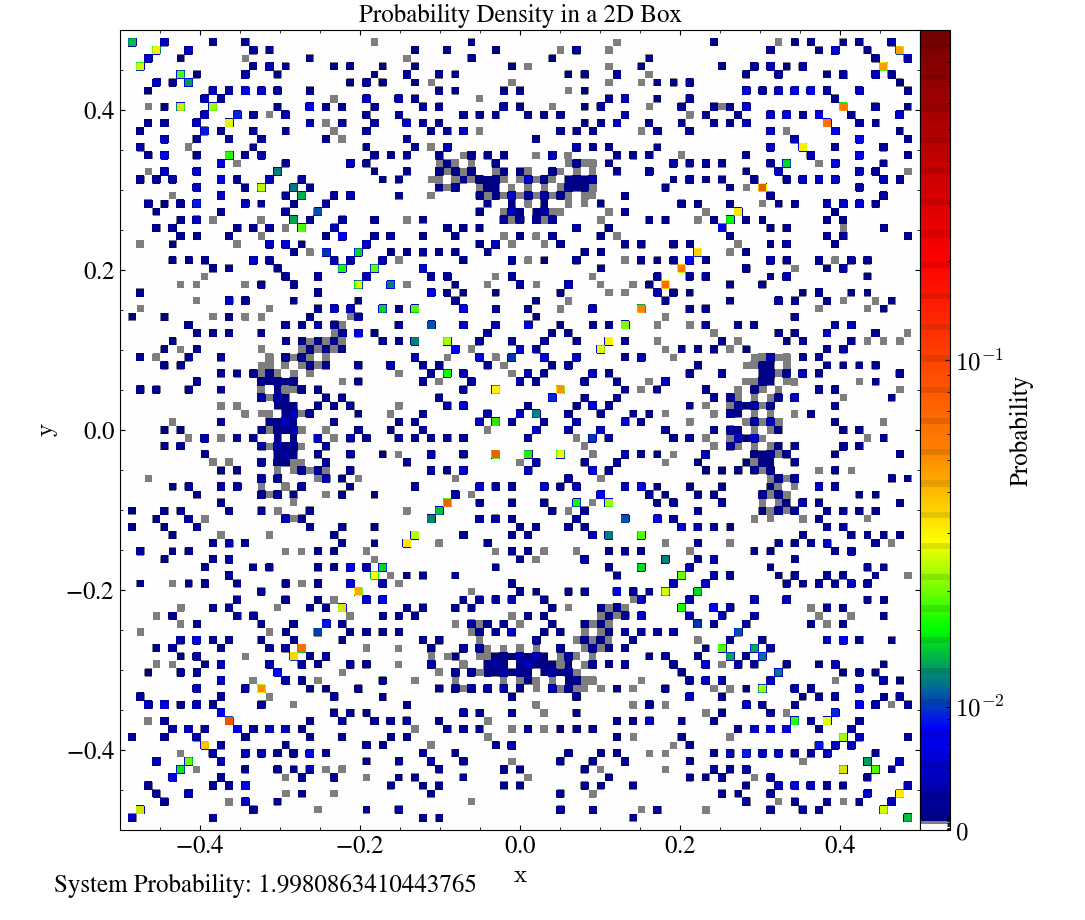 Probability Density in a 2D Box
0.4
0.2
0.0
−0.2
−0.4
y
−0.4 −0.2 0.0 0.2 0.4
x
10⁻¹
10⁻²
0
Probability
System Probability: 1.9980863410443765